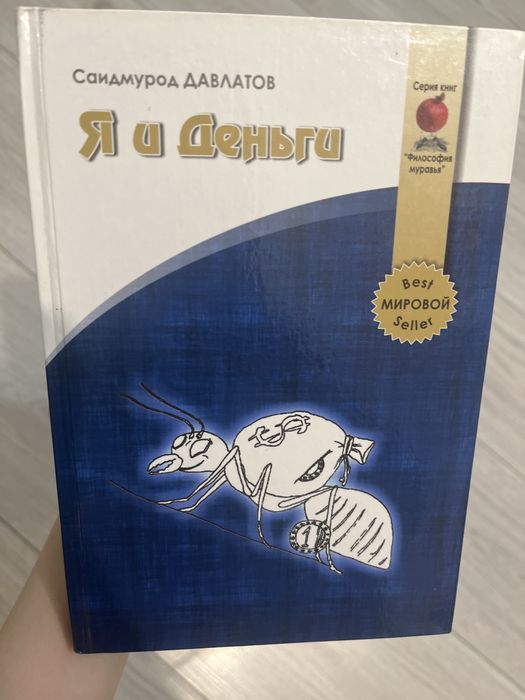 Саидмурод ДАВЛАТОВ
Я и Деньги
Серия книг
"Философия
муравья"
Best
МИРОВОЙ
Seller
1